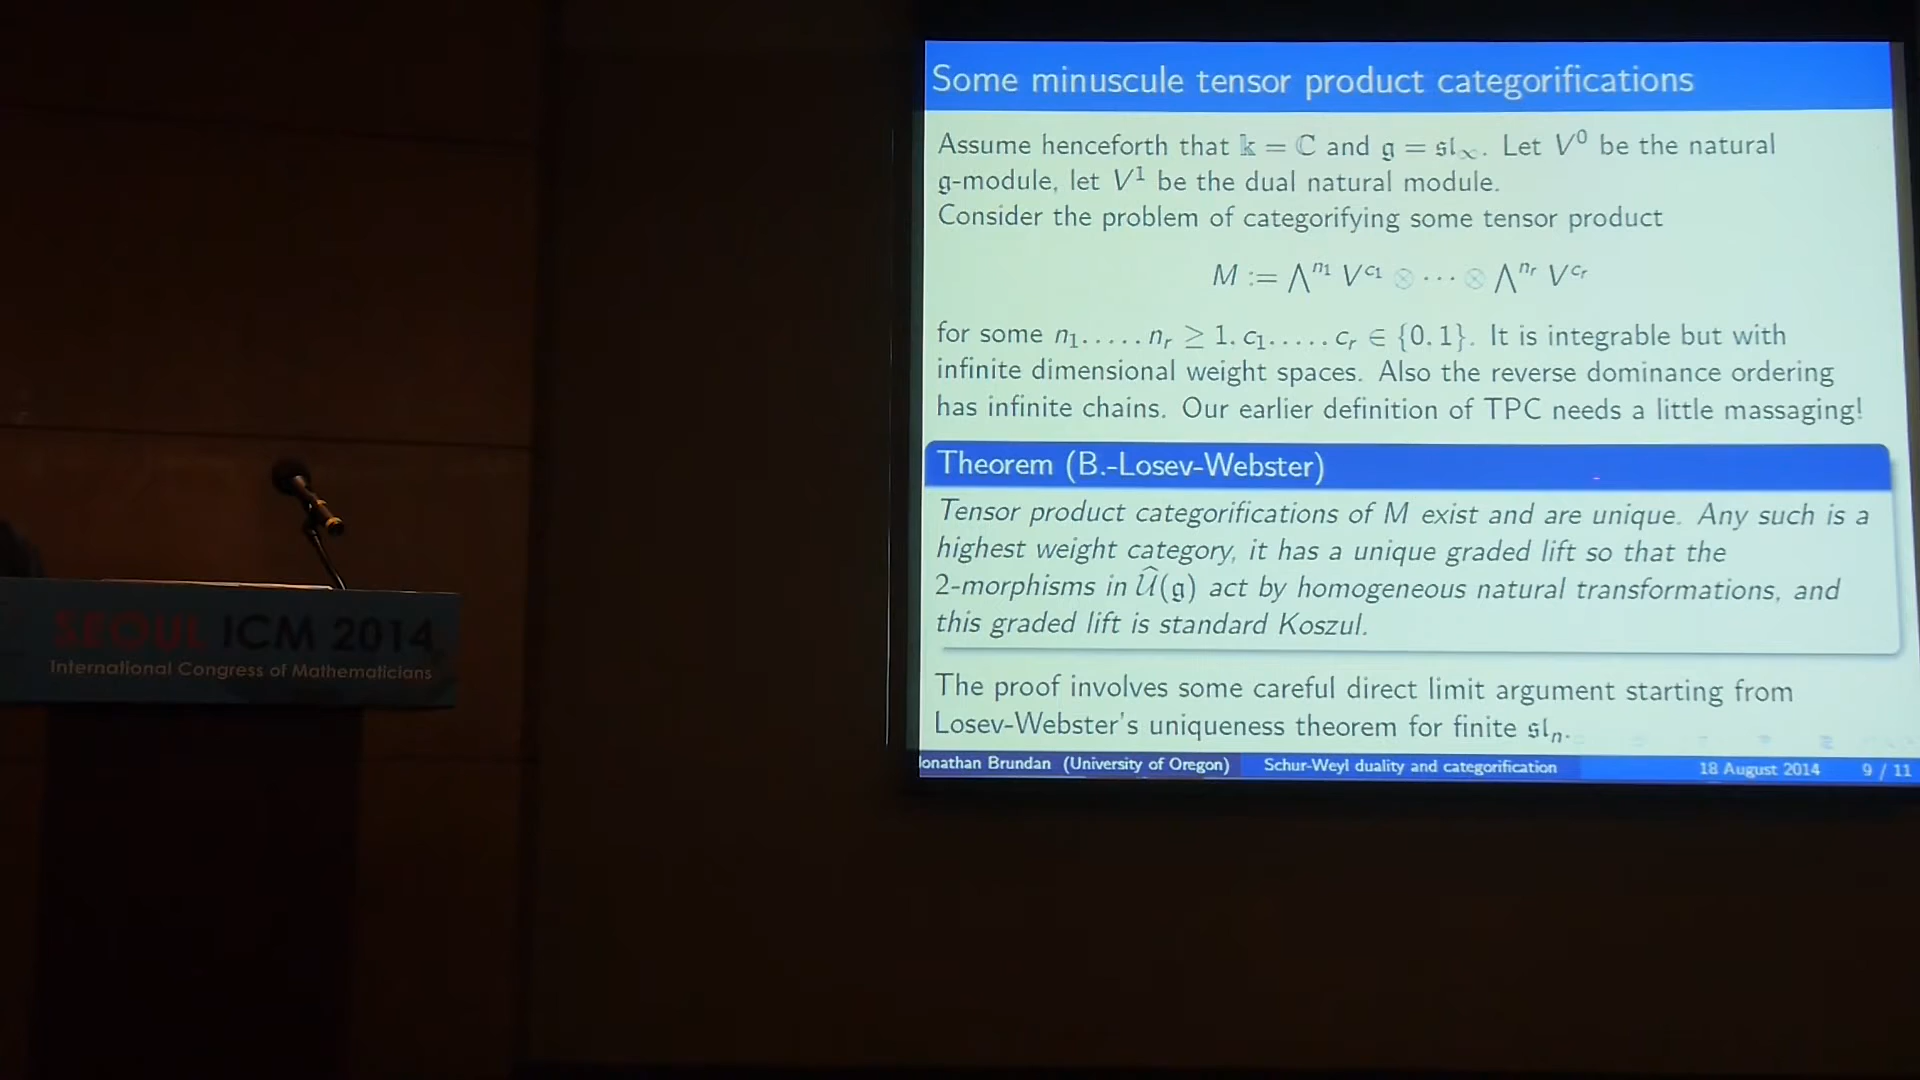 Some minuscule tensor product categorifications
Assume henceforth that 𝕜 = ℂ and 𝔤 = 𝔰𝔩∞. Let V⁰ be the natural
𝔤-module, let V¹ be the dual natural module.
Consider the problem of categorifying some tensor product
M := ⋀^{n₁} V^{c₁} ⊗ ⋯ ⊗ ⋀^{n_r} V^{c_r}
for some n₁, …, n_r ≥ 1, c₁, …, c_r ∈ {0, 1}. It is integrable but with
infinite dimensional weight spaces. Also the reverse dominance ordering
has infinite chains. Our earlier definition of TPC needs a little massaging!
Theorem (B.-Losev-Webster)
Tensor product categorifications of M exist and are unique. Any such is a
highest weight category, it has a unique graded lift so that the
2-morphisms in \widehat{𝒰}(𝔤) act by homogeneous natural transformations, and
this graded lift is standard Koszul.
The proof involves some careful direct limit argument starting from
Losev-Webster's uniqueness theorem for finite 𝔰𝔩ₙ.
Jonathan Brundan (University of Oregon) Schur-Weyl duality and categorification 18 August 2014 9 / 11
SEOUL ICM 2014
International Congress of Mathematicians